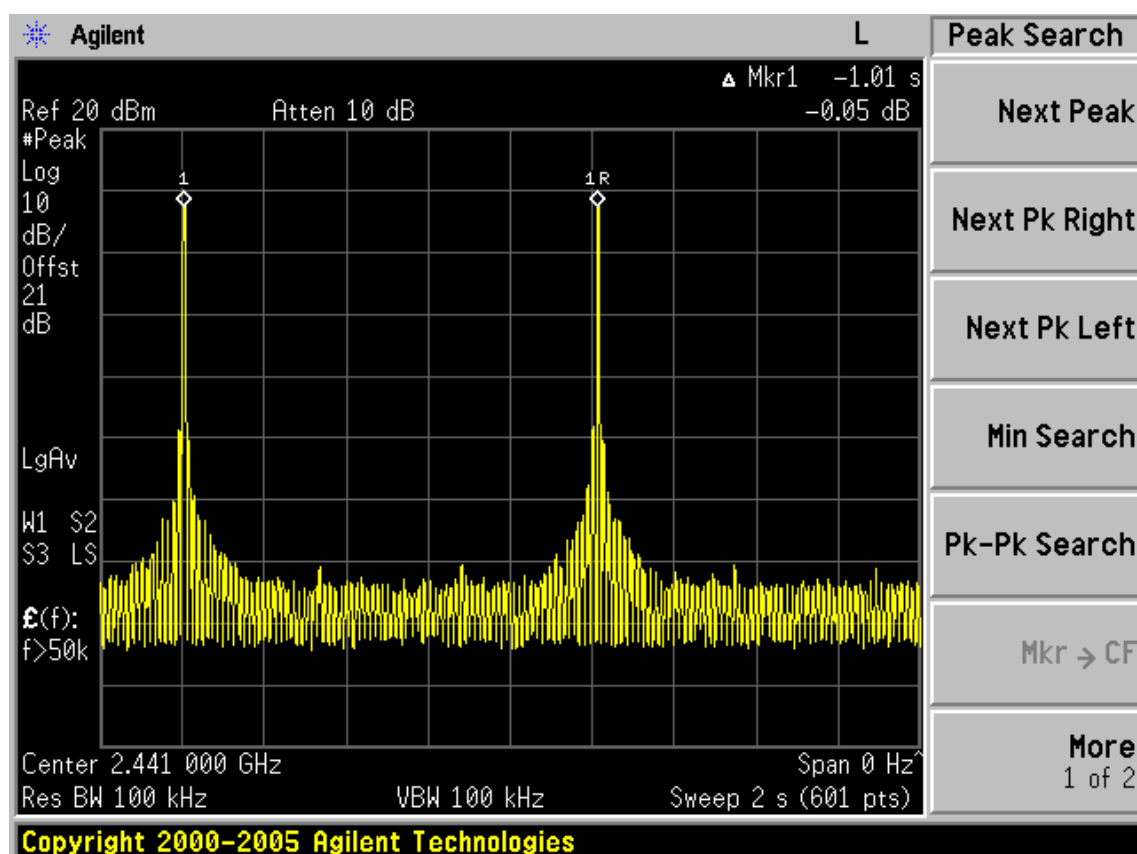 Agilent
L
Peak Search
Δ Mkr1 -1.01 s
Ref 20 dBm Atten 10 dB -0.05 dB
#Peak
Log
10
dB/
Offst
21
dB
1
1R
LgAv
W1 S2
S3 LS
£(f):
f>50k
Center 2.441 000 GHz Span 0 Hz^
Res BW 100 kHz VBW 100 kHz Sweep 2 s (601 pts)
Copyright 2000-2005 Agilent Technologies
Next Peak
Next Pk Right
Next Pk Left
Min Search
Pk-Pk Search
Mkr → CF
More
1 of 2